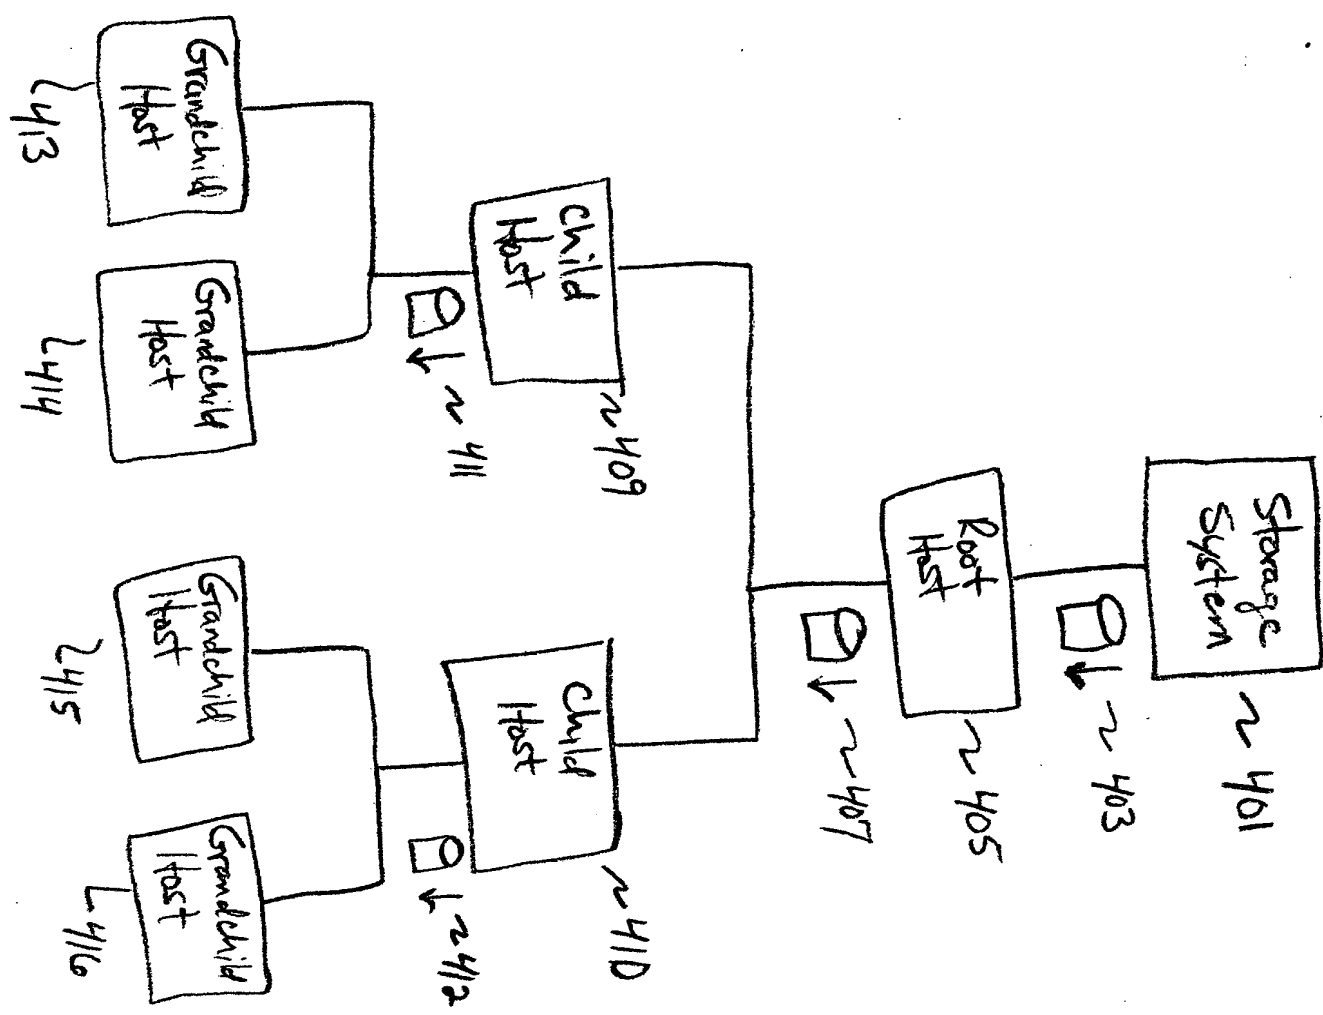 Storage
System
~ 401
~ 403
Root
Host
~ 405
~ 407
Child
Host
~ 409
Child
Host
~ 410
~ 411
~ 412
Grandchild
Host
413
Grandchild
Host
414
Grandchild
Host
415
Grandchild
Host
416